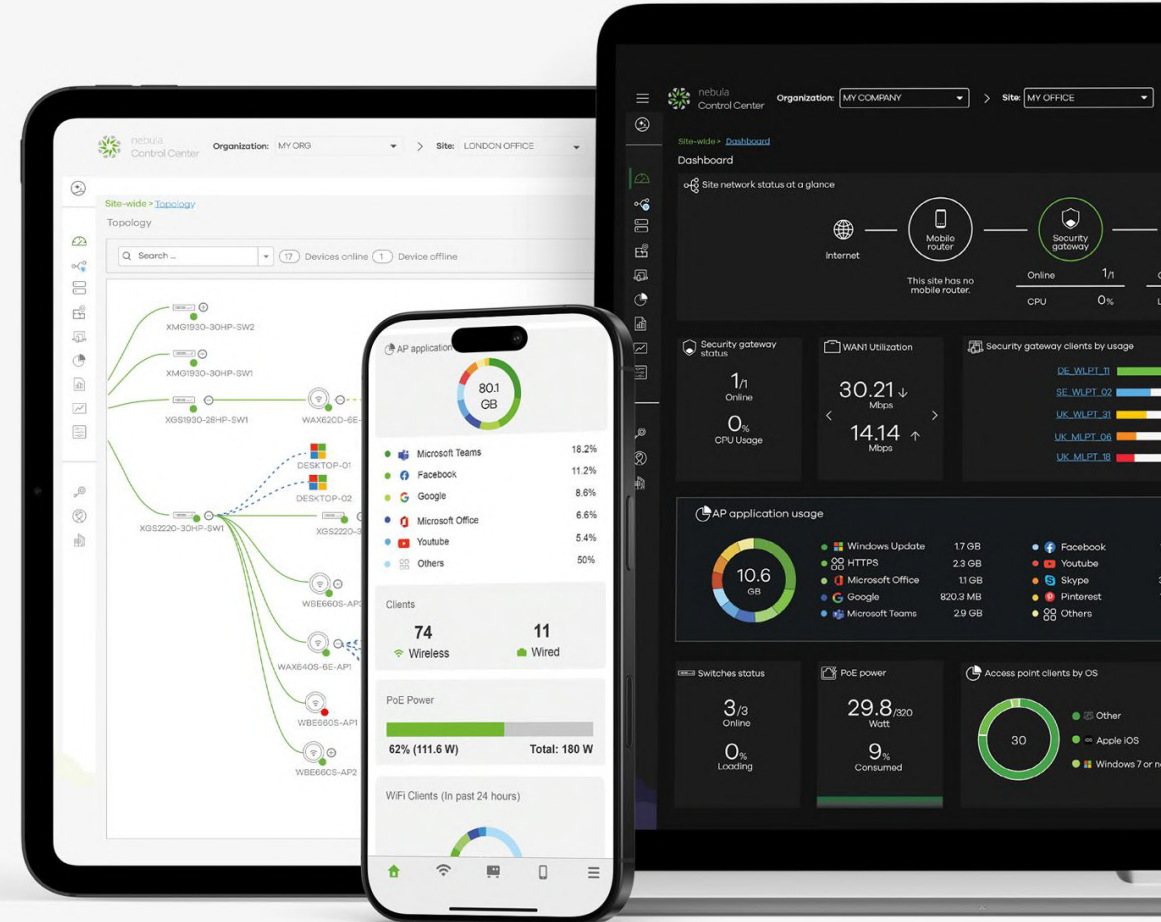 nebula
Control Center
Organization: MY ORG > Site: LONDON OFFICE
Site-wide > Topology
Topology
Search ...
17 Devices online 1 Device offline
XMG1930-30HP-SW2
XMG1930-30HP-SW1
XGS1930-28HP-SW1
WAX620D-6E-
DESKTOP-01
DESKTOP-02
XGS2220-30HP-SW1
XGS2220-3
WBE660S-AP3
WAX640S-6E-AP1
WBE660S-AP1
WBE660S-AP2
AP application
80.1
GB
Microsoft Teams 18.2%
Facebook 11.2%
Google 8.6%
Microsoft Office 6.6%
Youtube 5.4%
Others 50%
Clients
74 11
Wireless Wired
PoE Power
62% (111.6 W) Total: 180 W
WiFi Clients (In past 24 hours)
nebula
Control Center
Organization: MY COMPANY > Site: MY OFFICE
Site-wide > Dashboard
Dashboard
Site network status at a glance
Internet
Mobile
router
Security
gateway
This site has no
mobile router.
Online 1/1
CPU 0%
Security gateway
status
1/1
Online
0%
CPU Usage
WAN1 Utilization
30.21 ↓
Mbps
< >
14.14 ↑
Mbps
Security gateway clients by usage
DE_WLPT_11
SE_WLPT_02
UK_WLPT_31
UK_MLPT_06
UK_MLPT_18
AP application usage
10.6
GB
Windows Update 1.7 GB
HTTPS 2.3 GB
Microsoft Office 1.1 GB
Google 820.3 MB
Microsoft Teams 2.9 GB
Facebook
Youtube
Skype
Pinterest
Others
Switches status
3/3
Online
0%
Loading
PoE power
29.8/320
Watt
9%
Consumed
Access point clients by OS
30
Other
Apple iOS
Windows 7 or ne